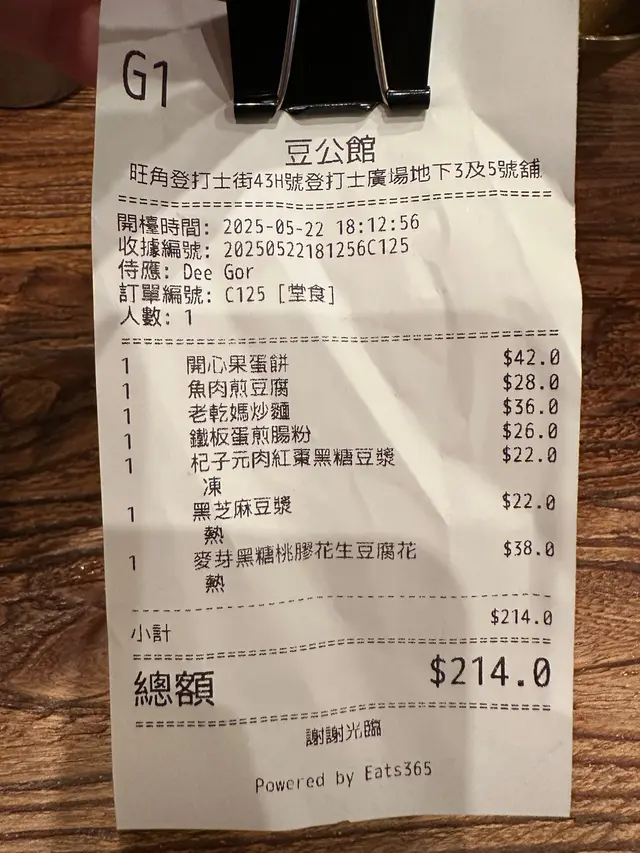 G1
豆公館
旺角登打士街43H號登打士廣場地下3及5號舖
開檯時間: 2025-05-22 18:12:56
收據編號: 20250522181256C125
侍應: Dee Gor
訂單編號: C125 [堂食]
人數: 1
1 開心果蛋餅 $42.0
1 魚肉煎豆腐 $28.0
1 老乾媽炒麵 $36.0
1 鐵板蛋煎腸粉 $26.0
1 杞子元肉紅棗黑糖豆漿 $22.0
凍
1 黑芝麻豆漿 $22.0
熱
1 麥芽黑糖桃膠花生豆腐花 $38.0
熱
小計 $214.0
總額 $214.0
謝謝光臨
Powered by Eats365